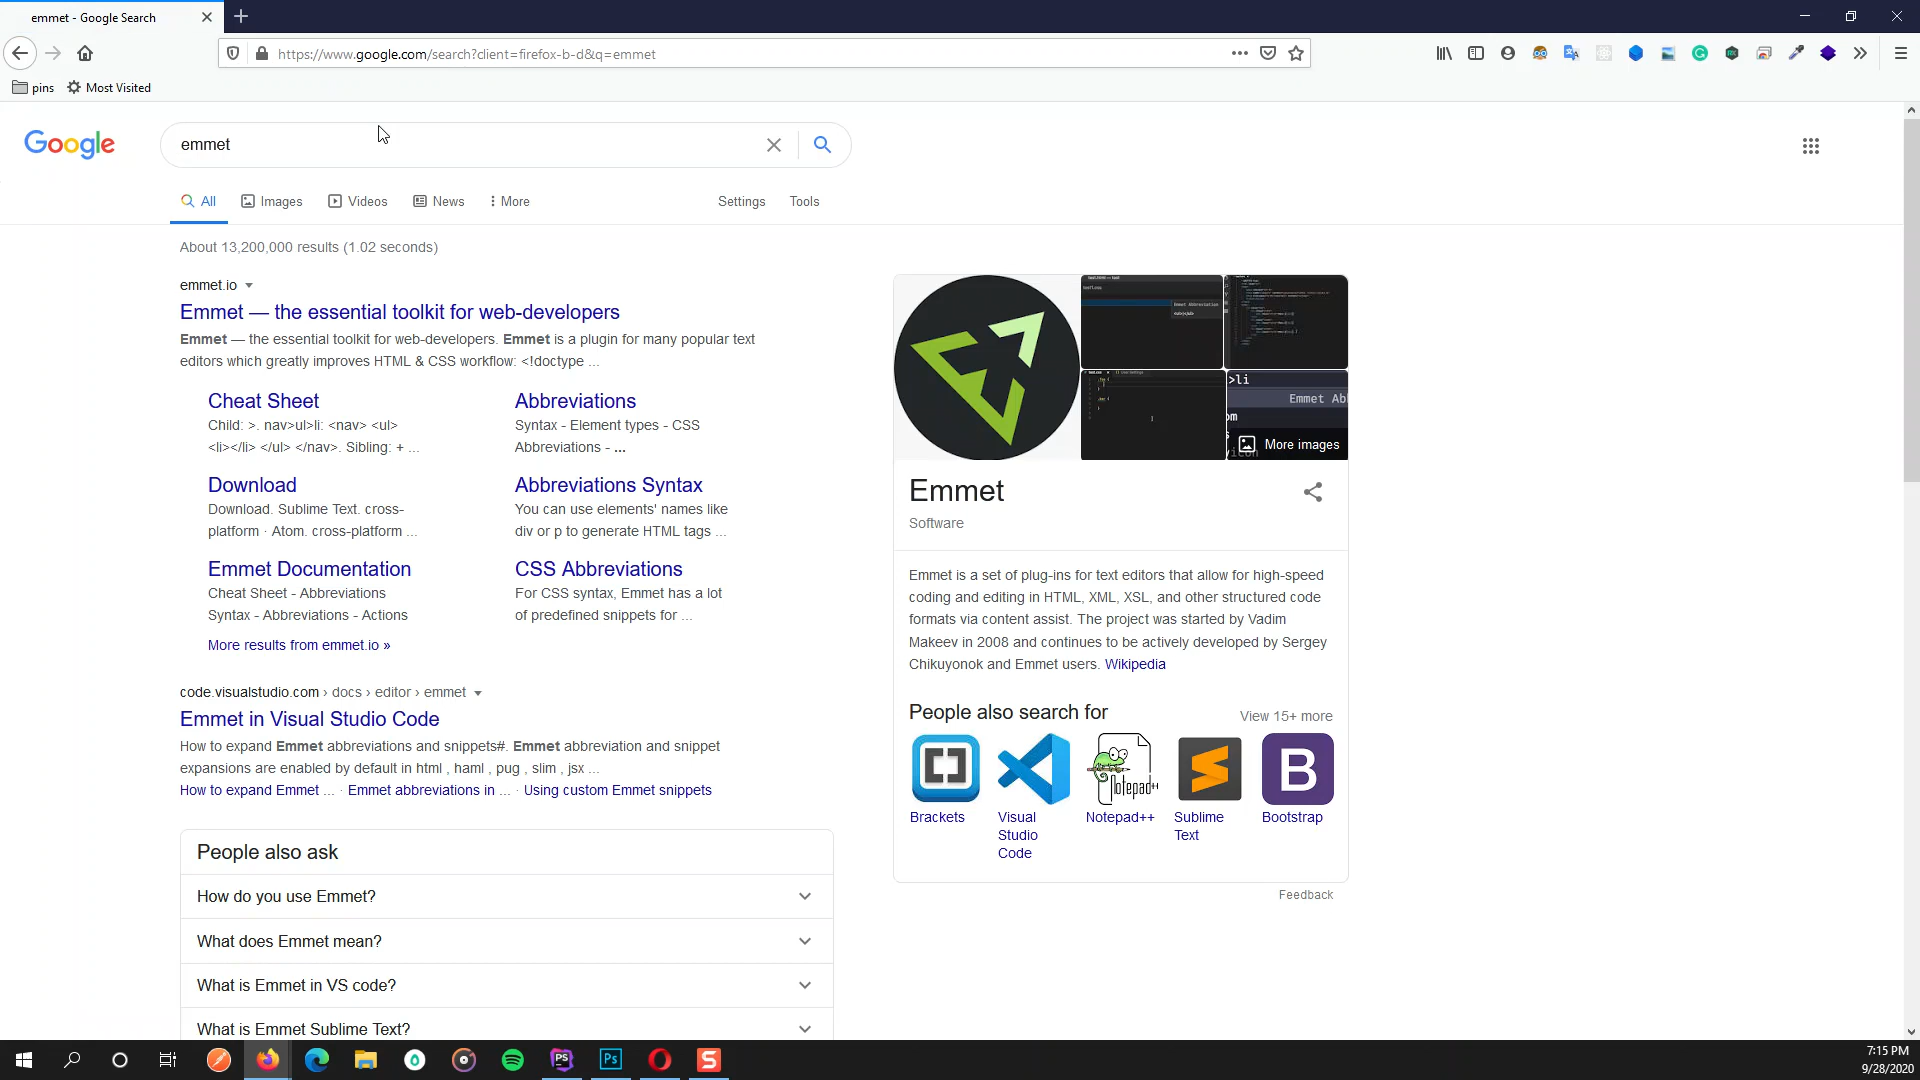 emmet - Google Search
https://www.google.com/search?client=firefox-b-d&q=emmet
pins
Most Visited
Google
emmet
All
Images
Videos
News
More
Settings
Tools
About 13,200,000 results (1.02 seconds)
emmet.io
Emmet — the essential toolkit for web-developers
Emmet — the essential toolkit for web-developers. Emmet is a plugin for many popular text
editors which greatly improves HTML & CSS workflow: <!doctype ...
Cheat Sheet
Child: >. nav>ul>li: <nav> <ul>
<li></li> </ul> </nav>. Sibling: + ...
Abbreviations
Syntax - Element types - CSS
Abbreviations - ...
Download
Download. Sublime Text. cross-
platform · Atom. cross-platform ...
Abbreviations Syntax
You can use elements' names like
div or p to generate HTML tags ...
Emmet Documentation
Cheat Sheet - Abbreviations
Syntax - Abbreviations - Actions
CSS Abbreviations
For CSS syntax, Emmet has a lot
of predefined snippets for ...
More results from emmet.io »
code.visualstudio.com › docs › editor › emmet
Emmet in Visual Studio Code
How to expand Emmet abbreviations and snippets#. Emmet abbreviation and snippet
expansions are enabled by default in html , haml , pug , slim , jsx ...
How to expand Emmet ... · Emmet abbreviations in ... · Using custom Emmet snippets
People also ask
How do you use Emmet?
What does Emmet mean?
What is Emmet in VS code?
What is Emmet Sublime Text?
>li
Emmet Ab
More images
Emmet
Software
Emmet is a set of plug-ins for text editors that allow for high-speed
coding and editing in HTML, XML, XSL, and other structured code
formats via content assist. The project was started by Vadim
Makeev in 2008 and continues to be actively developed by Sergey
Chikuyonok and Emmet users. Wikipedia
People also search for
View 15+ more
Notepad++
B
Brackets
Visual
Studio
Code
Notepad++
Sublime
Text
Bootstrap
Feedback
PS
Ps
S
7:15 PM
9/28/2020